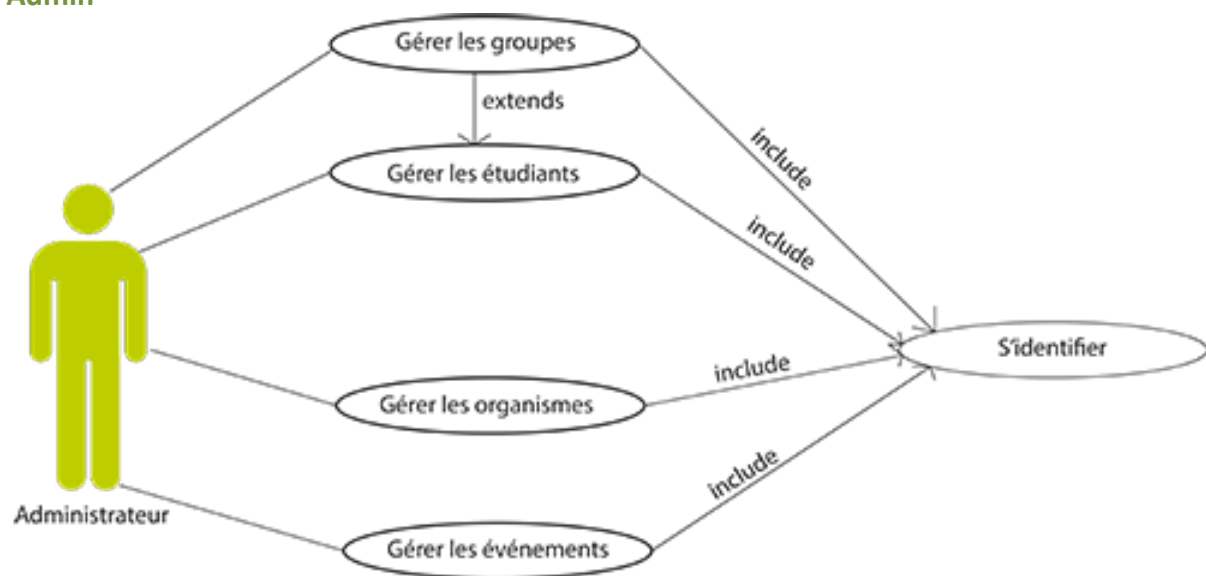 Admin
Gérer les groupes
extends
include
Gérer les étudiants
include
S'identifier
include
Gérer les organismes
include
Administrateur
Gérer les événements